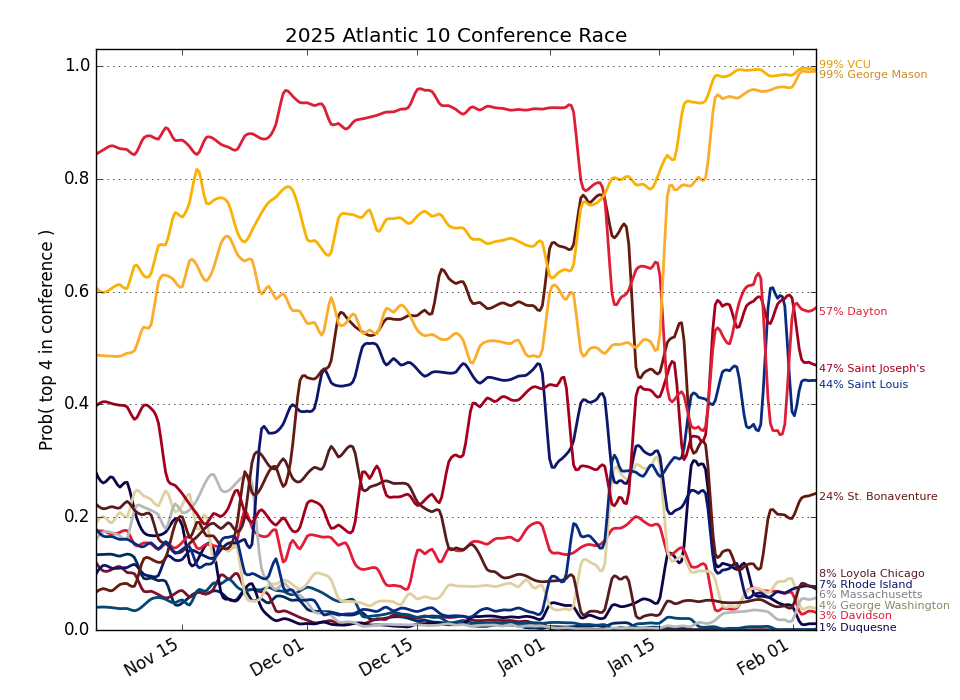 2025 Atlantic 10 Conference Race
Prob( top 4 in conference )
1.0
0.8
0.6
0.4
0.2
0.0
Nov 15
Dec 01
Dec 15
Jan 01
Jan 15
Feb 01
99% VCU
99% George Mason
57% Dayton
47% Saint Joseph's
44% Saint Louis
24% St. Bonaventure
8% Loyola Chicago
7% Rhode Island
6% Massachusetts
4% George Washington
3% Davidson
1% Duquesne